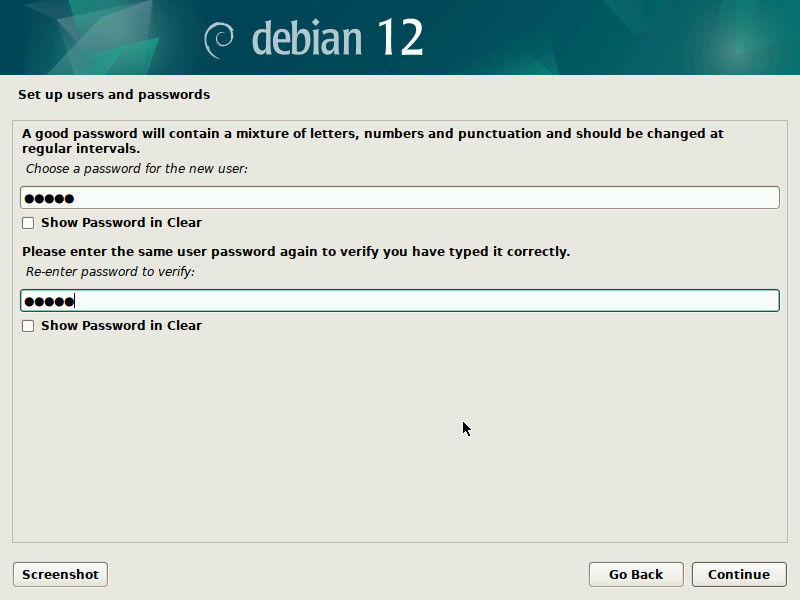 debian 12
Set up users and passwords
A good password will contain a mixture of letters, numbers and punctuation and should be changed at
regular intervals.
Choose a password for the new user:
●●●●●
Show Password in Clear
Please enter the same user password again to verify you have typed it correctly.
Re-enter password to verify:
●●●●●
Show Password in Clear
Screenshot Go Back Continue